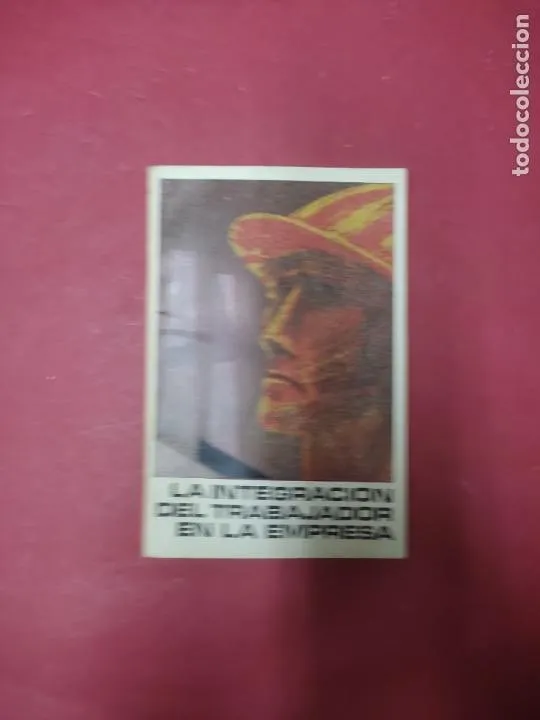 todocoleccion
LA INTEGRACION
DEL TRABAJADOR
EN LA EMPRESA